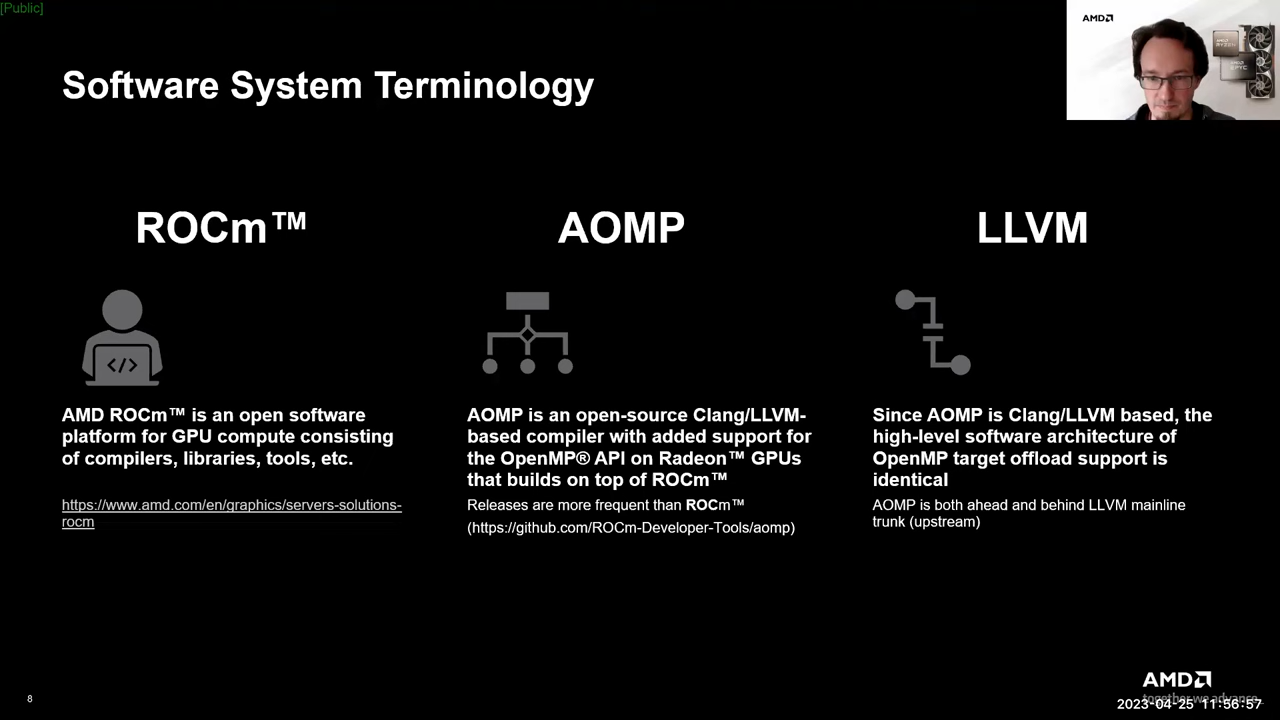 [Public]
AMD
RYZEN
EPYC
Software System Terminology
ROCm™
AOMP
LLVM
</>
AMD ROCm™ is an open software
platform for GPU compute consisting
of compilers, libraries, tools, etc.
https://www.amd.com/en/graphics/servers-solutions-
rocm
AOMP is an open-source Clang/LLVM-
based compiler with added support for
the OpenMP® API on Radeon™ GPUs
that builds on top of ROCm™
Releases are more frequent than ROCm™
(https://github.com/ROCm-Developer-Tools/aomp)
Since AOMP is Clang/LLVM based, the
high-level software architecture of
OpenMP target offload support is
identical
AOMP is both ahead and behind LLVM mainline
trunk (upstream)
8
AMD
together we advance_
2023-04-25 11:56:57